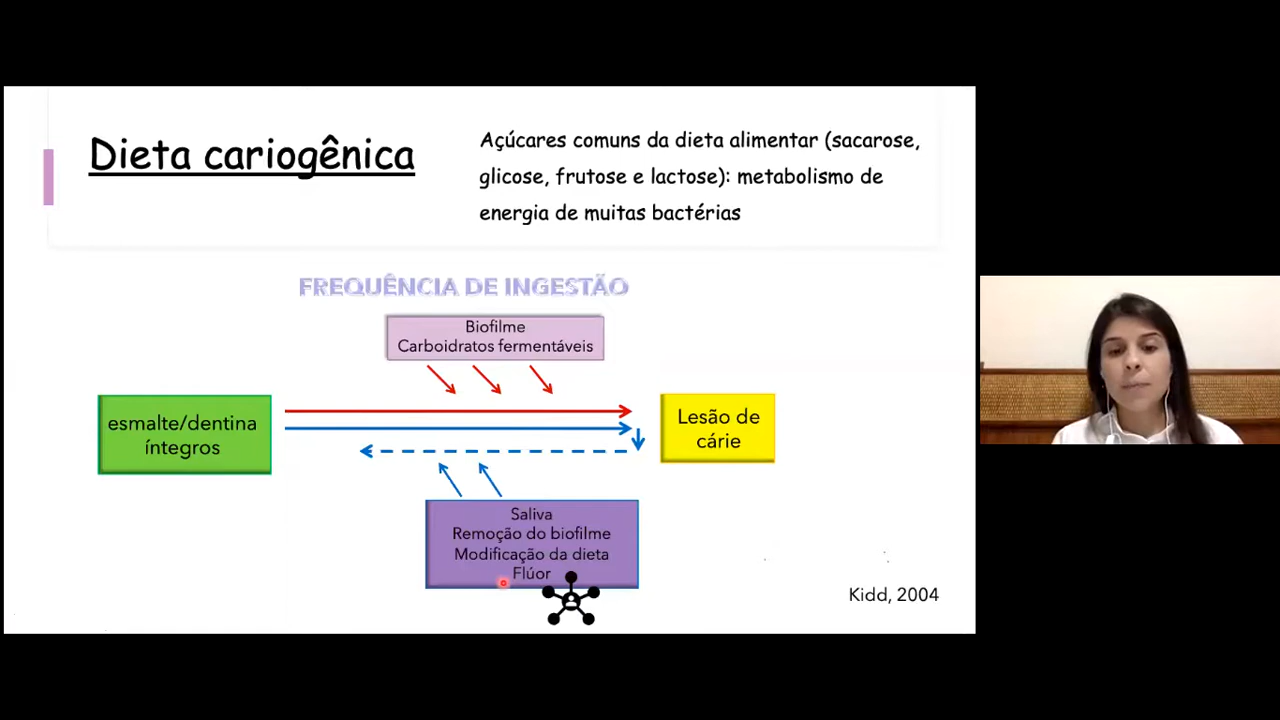 Dieta cariogênica
Açúcares comuns da dieta alimentar (sacarose,
glicose, frutose e lactose): metabolismo de
energia de muitas bactérias
FREQUÊNCIA DE INGESTÃO
Biofilme
Carboidratos fermentáveis
esmalte/dentina
íntegros
Lesão de
cárie
Saliva
Remoção do biofilme
Modificação da dieta
Flúor
Kidd, 2004